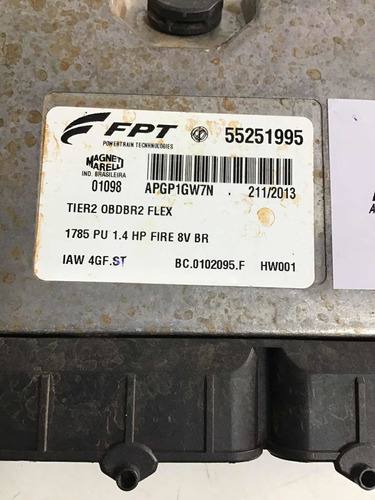 FPT 55251995
POWERTRAIN TECNHNOLOGIES
MAGNETI
MARELLI
IND. BRASILEIRA
01098 APGP1GW7N 211/2013
TIER2 OBDBR2 FLEX
1785 PU 1.4 HP FIRE 8V BR
IAW 4GF.ST BC.0102095.F HW001